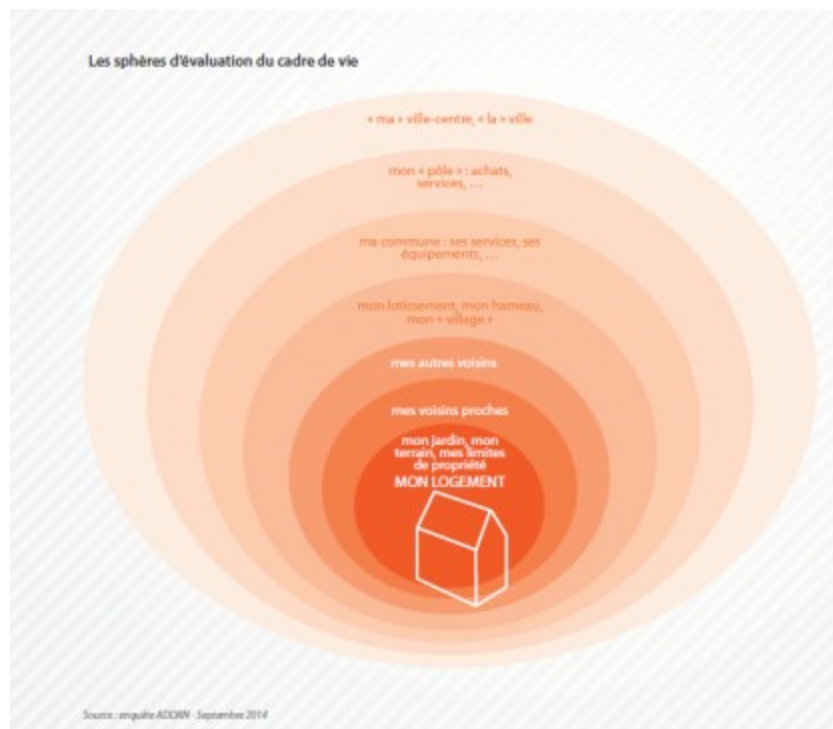 Les sphères d'évaluation du cadre de vie
« ma » ville-centre, « la » ville
mon « pôle » : achats,
services, …
ma commune : ses services, ses
équipements, …
mon lotissement, mon hameau,
mon « village »
mes autres voisins
mes voisins proches
mon jardin, mon
terrain, mes limites
de propriété
MON LOGEMENT
Source : enquête ADDRN - Septembre 2014